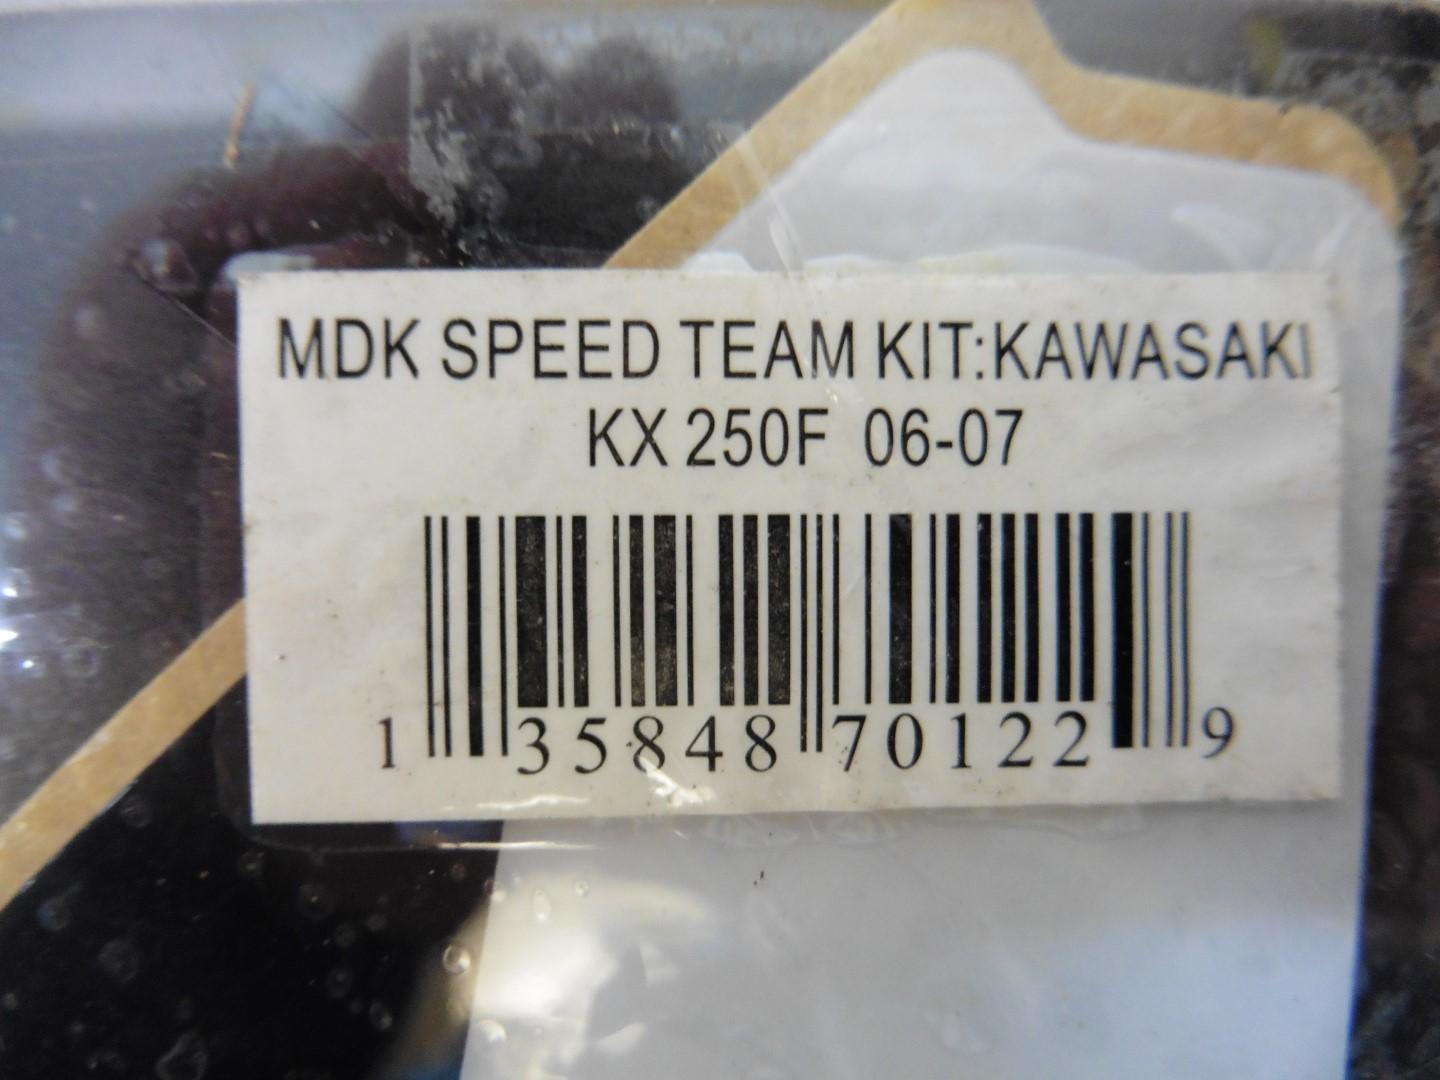 MDK SPEED TEAM KIT:KAWASAKI
KX 250F 06-07
1 35848 70122 9